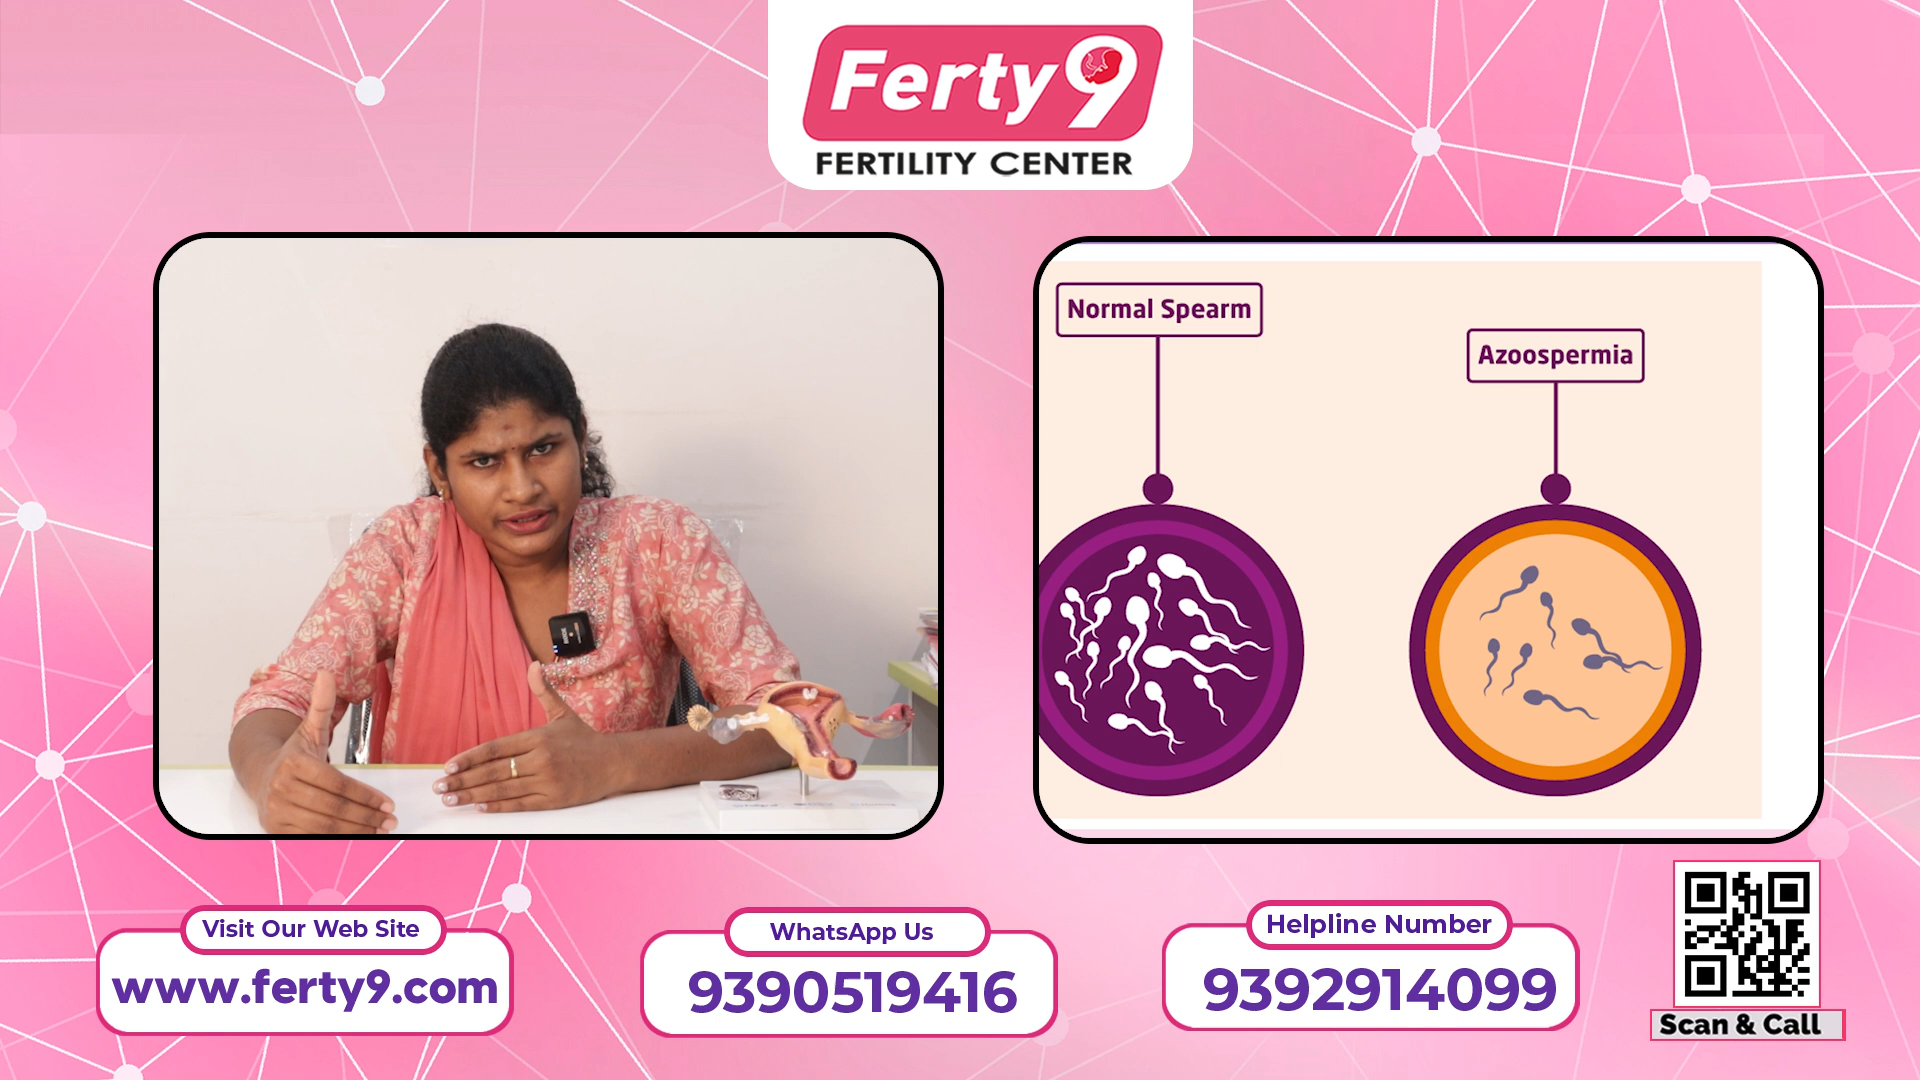 Ferty9
FERTILITY CENTER
Normal Spearm
Azoospermia
Visit Our Web Site
www.ferty9.com
WhatsApp Us
9390519416
Helpline Number
9392914099
Scan & Call